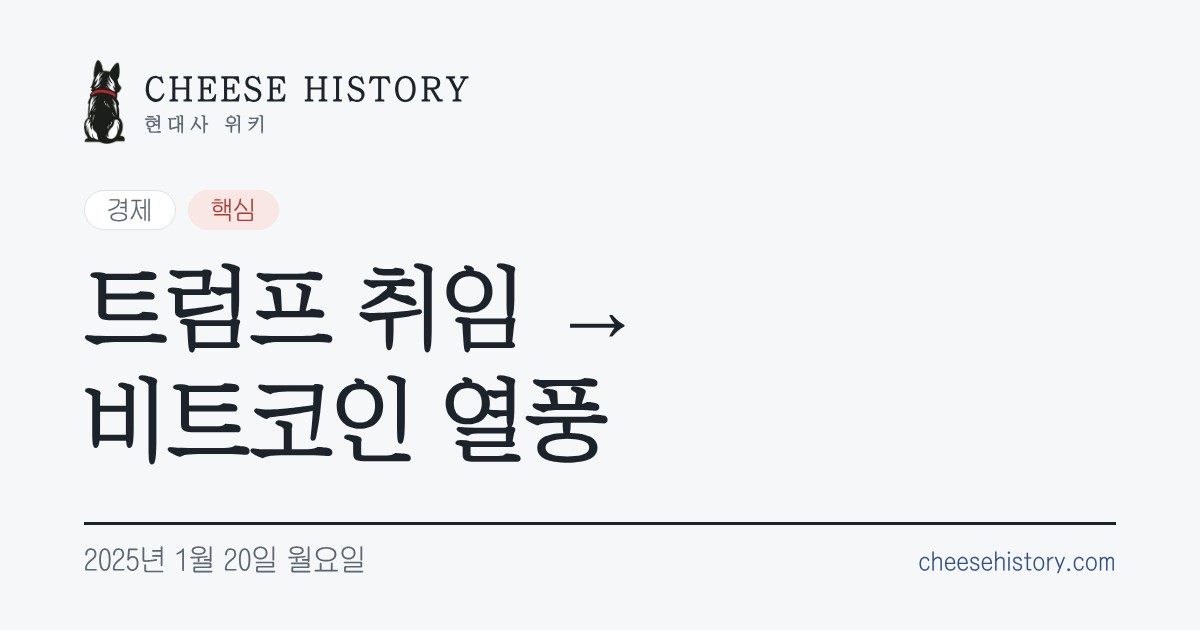 CHEESE HISTORY
현대사 위키
경제 핵심
트럼프 취임 →
비트코인 열풍
2025년 1월 20일 월요일 cheesehistory.com